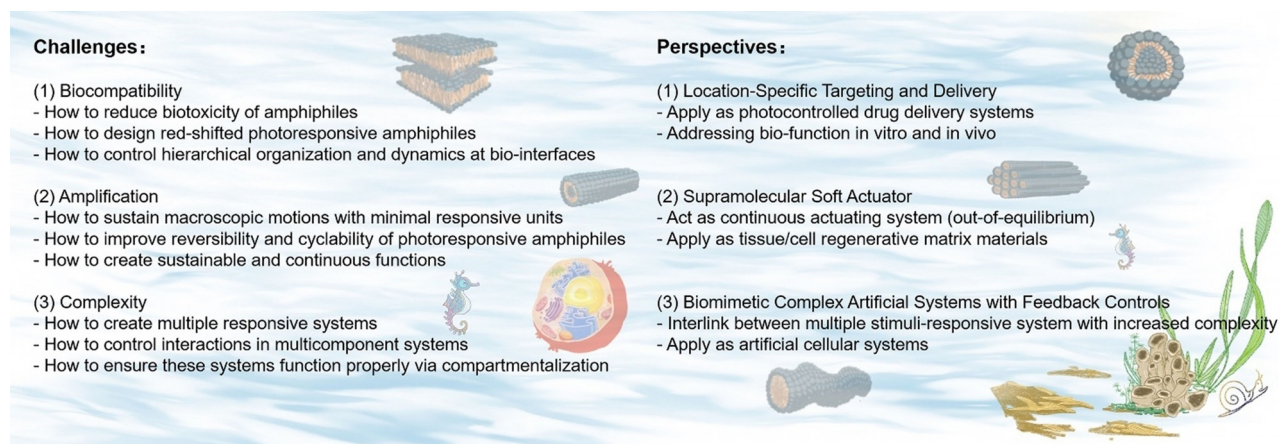 Challenges:
(1) Biocompatibility
- How to reduce biotoxicity of amphiphiles
- How to design red-shifted photoresponsive amphiphiles
- How to control hierarchical organization and dynamics at bio-interfaces
(2) Amplification
- How to sustain macroscopic motions with minimal responsive units
- How to improve reversibility and cyclability of photoresponsive amphiphiles
- How to create sustainable and continuous functions
(3) Complexity
- How to create multiple responsive systems
- How to control interactions in multicomponent systems
- How to ensure these systems function properly via compartmentalization
Perspectives:
(1) Location-Specific Targeting and Delivery
- Apply as photocontrolled drug delivery systems
- Addressing bio-function in vitro and in vivo
(2) Supramolecular Soft Actuator
- Act as continuous actuating system (out-of-equilibrium)
- Apply as tissue/cell regenerative matrix materials
(3) Biomimetic Complex Artificial Systems with Feedback Controls
- Interlink between multiple stimuli-responsive system with increased complexity
- Apply as artificial cellular systems